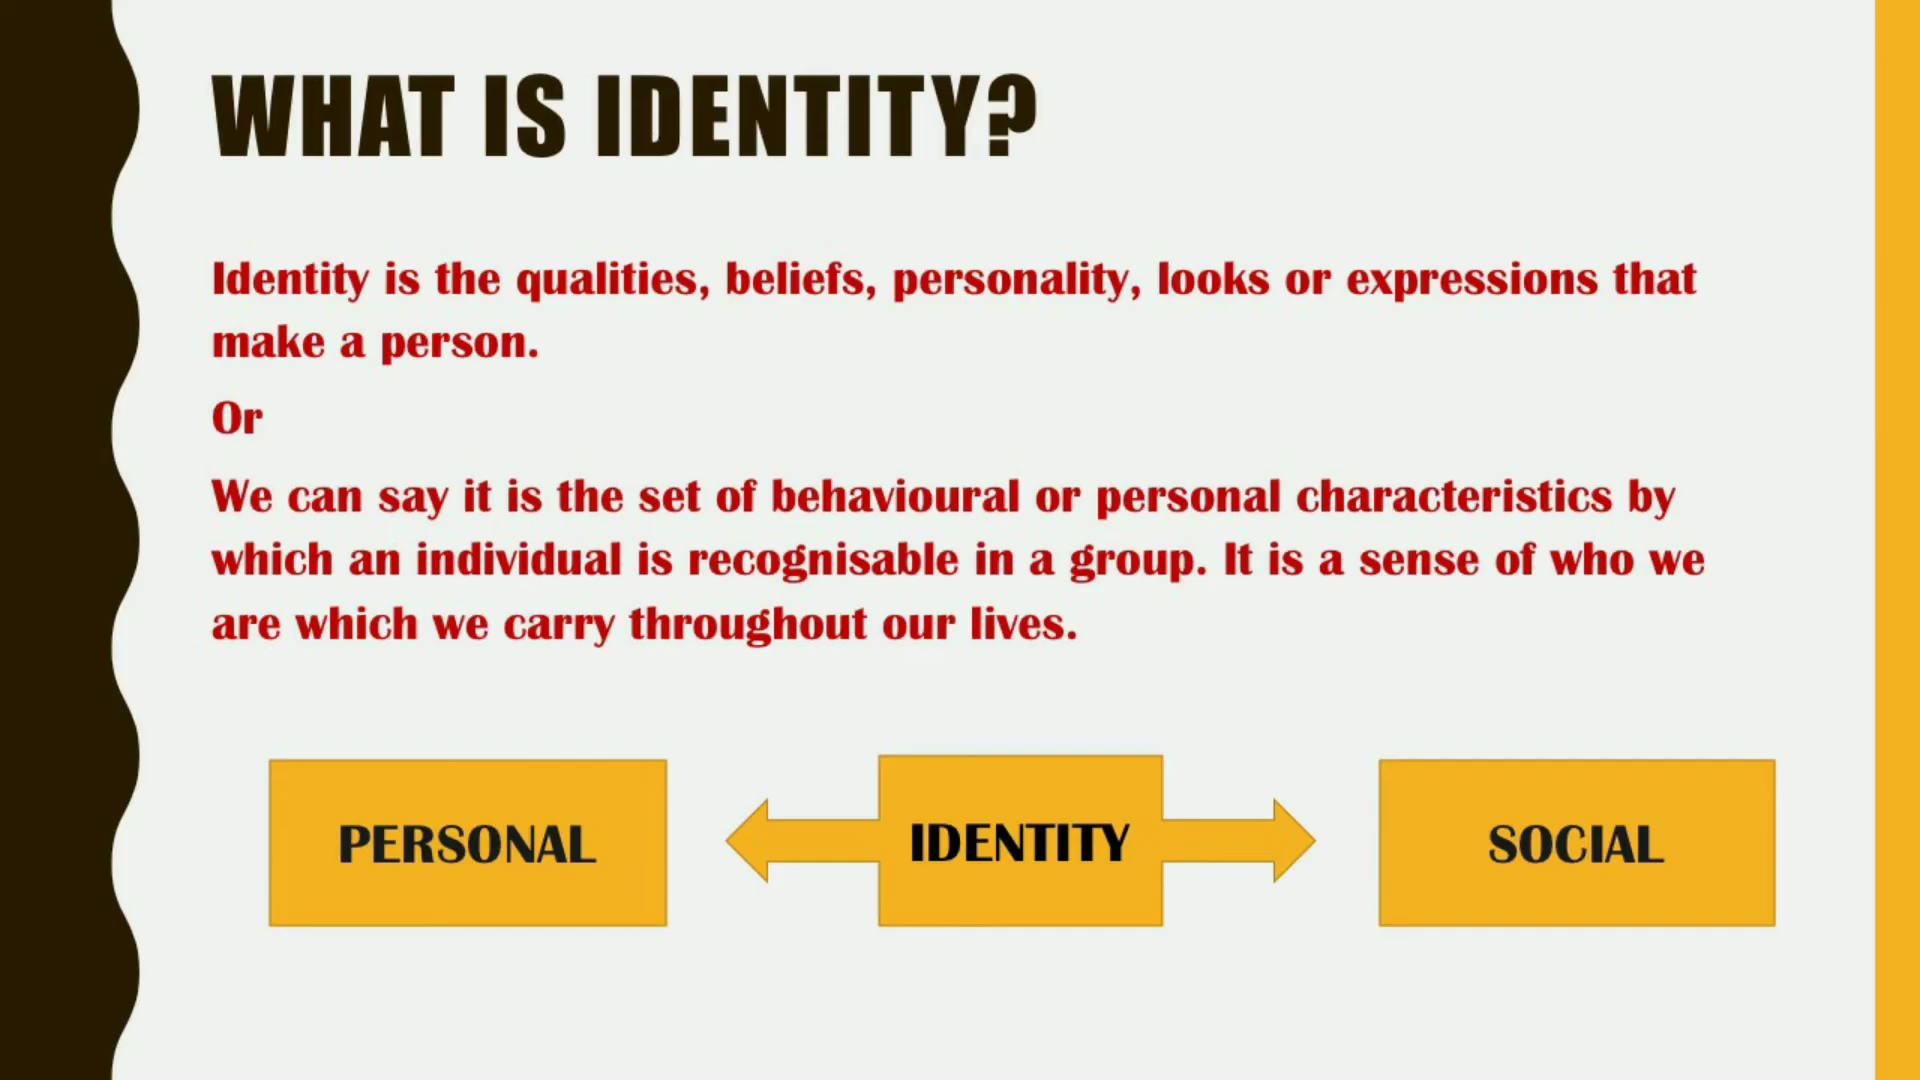 WHAT IS IDENTITY?
Identity is the qualities, beliefs, personality, looks or expressions that
make a person.
Or
We can say it is the set of behavioural or personal characteristics by
which an individual is recognisable in a group. It is a sense of who we
are which we carry throughout our lives.
PERSONAL
IDENTITY
SOCIAL